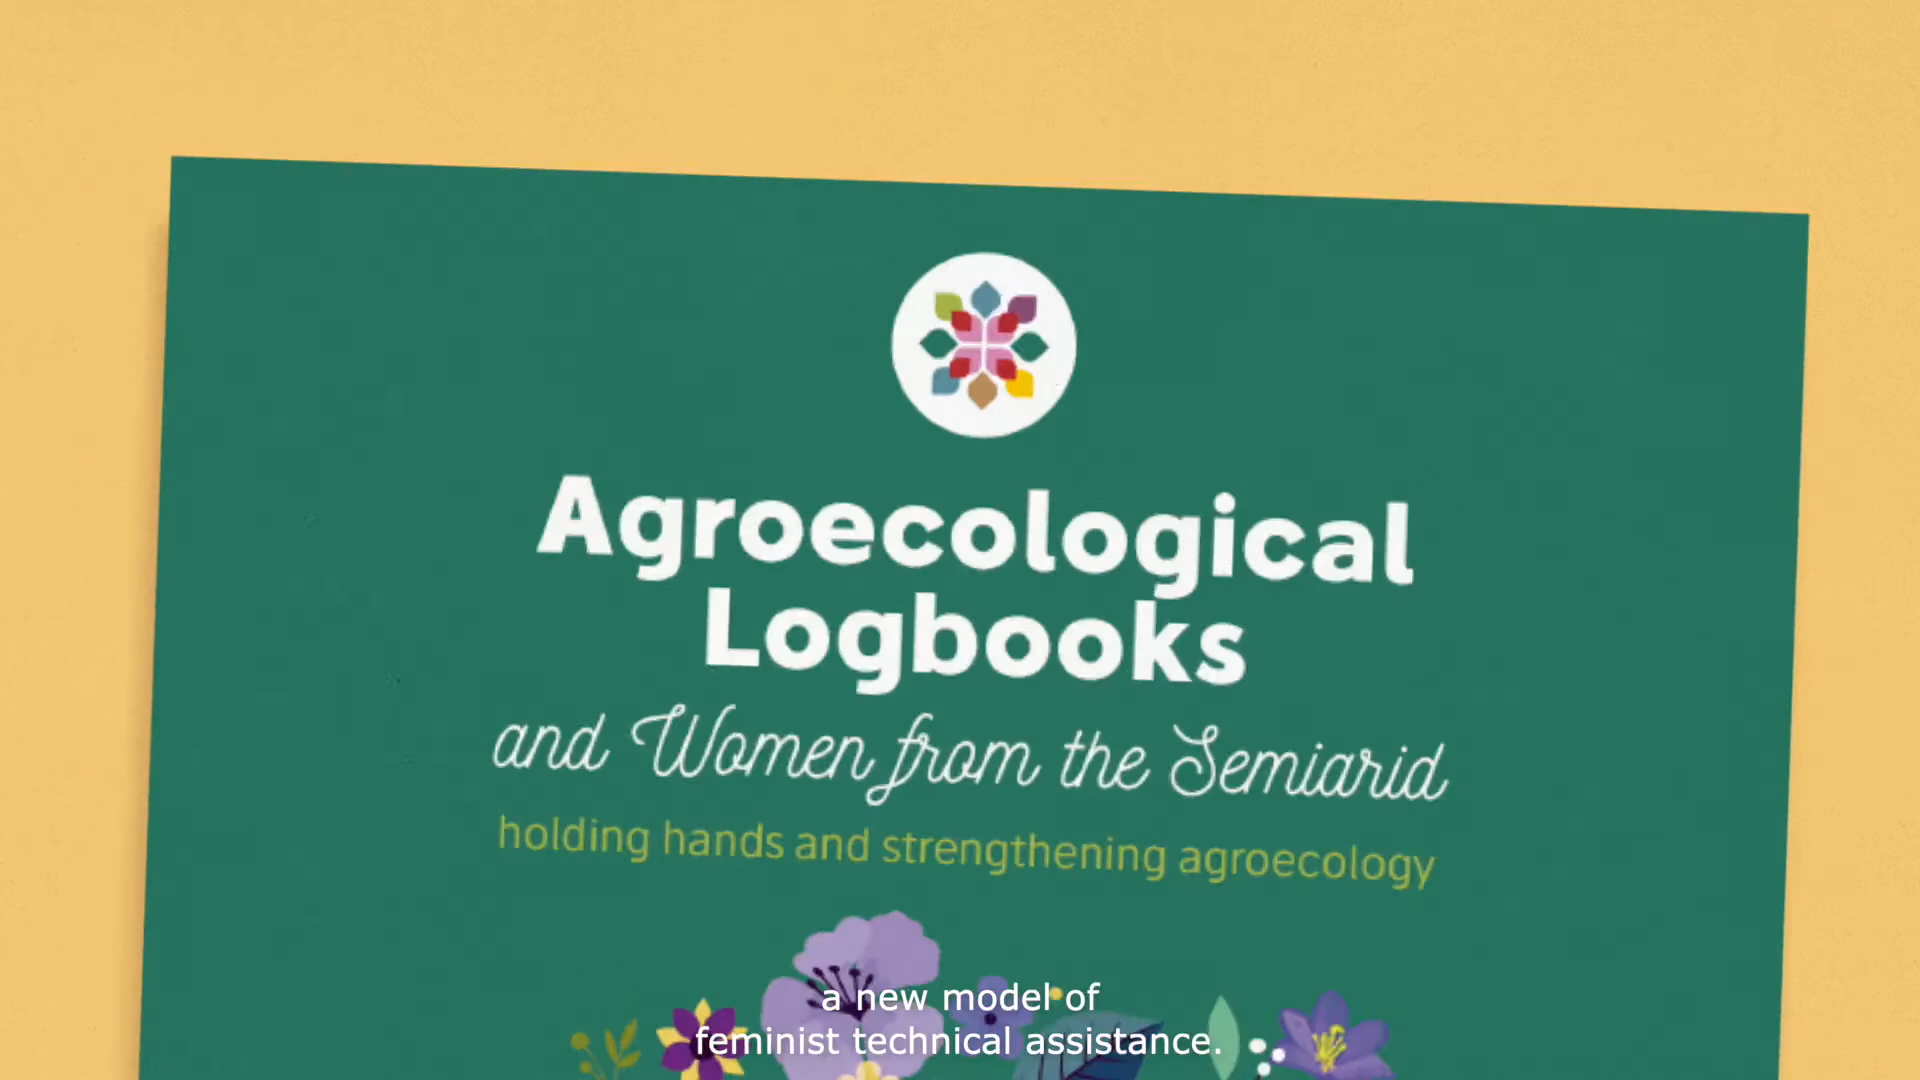 Agroecological
Logbooks
and Women from the Semiarid
holding hands and strengthening agroecology
a new model of
feminist technical assistance.